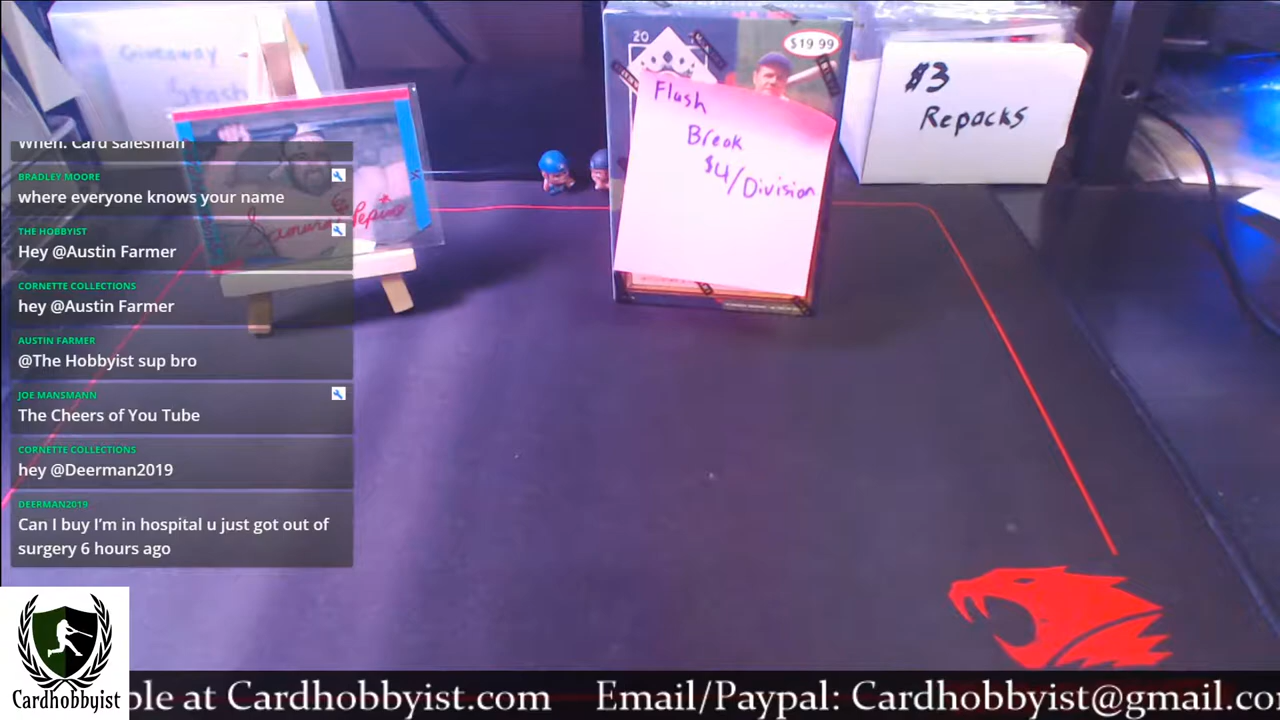 Giveaway
Stash
20
$19.99
Flash
Break
$4/Division
$3
Repacks
When. Card salesman
BRADLEY MOORE
where everyone knows your name
THE HOBBYIST
Hey @Austin Farmer
CORNETTE COLLECTIONS
hey @Austin Farmer
AUSTIN FARMER
@The Hobbyist sup bro
JOE MANSMANN
The Cheers of You Tube
CORNETTE COLLECTIONS
hey @Deerman2019
DEERMAN2019
Can I buy I’m in hospital u just got out of
surgery 6 hours ago
Cardhobbyist
ble at Cardhobbyist.com Email/Paypal: Cardhobbyist@gmail.co